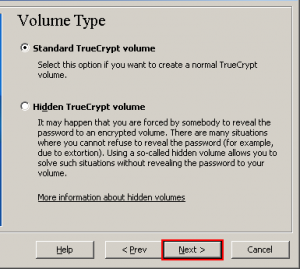 Volume Type
Standard TrueCrypt volume
Select this option if you want to create a normal TrueCrypt
volume.
Hidden TrueCrypt volume
It may happen that you are forced by somebody to reveal the
password to an encrypted volume. There are many situations
where you cannot refuse to reveal the password (for example,
due to extortion). Using a so-called hidden volume allows you to
solve such situations without revealing the password to your
volume.
More information about hidden volumes
Help
< Prev
Next >
Cancel